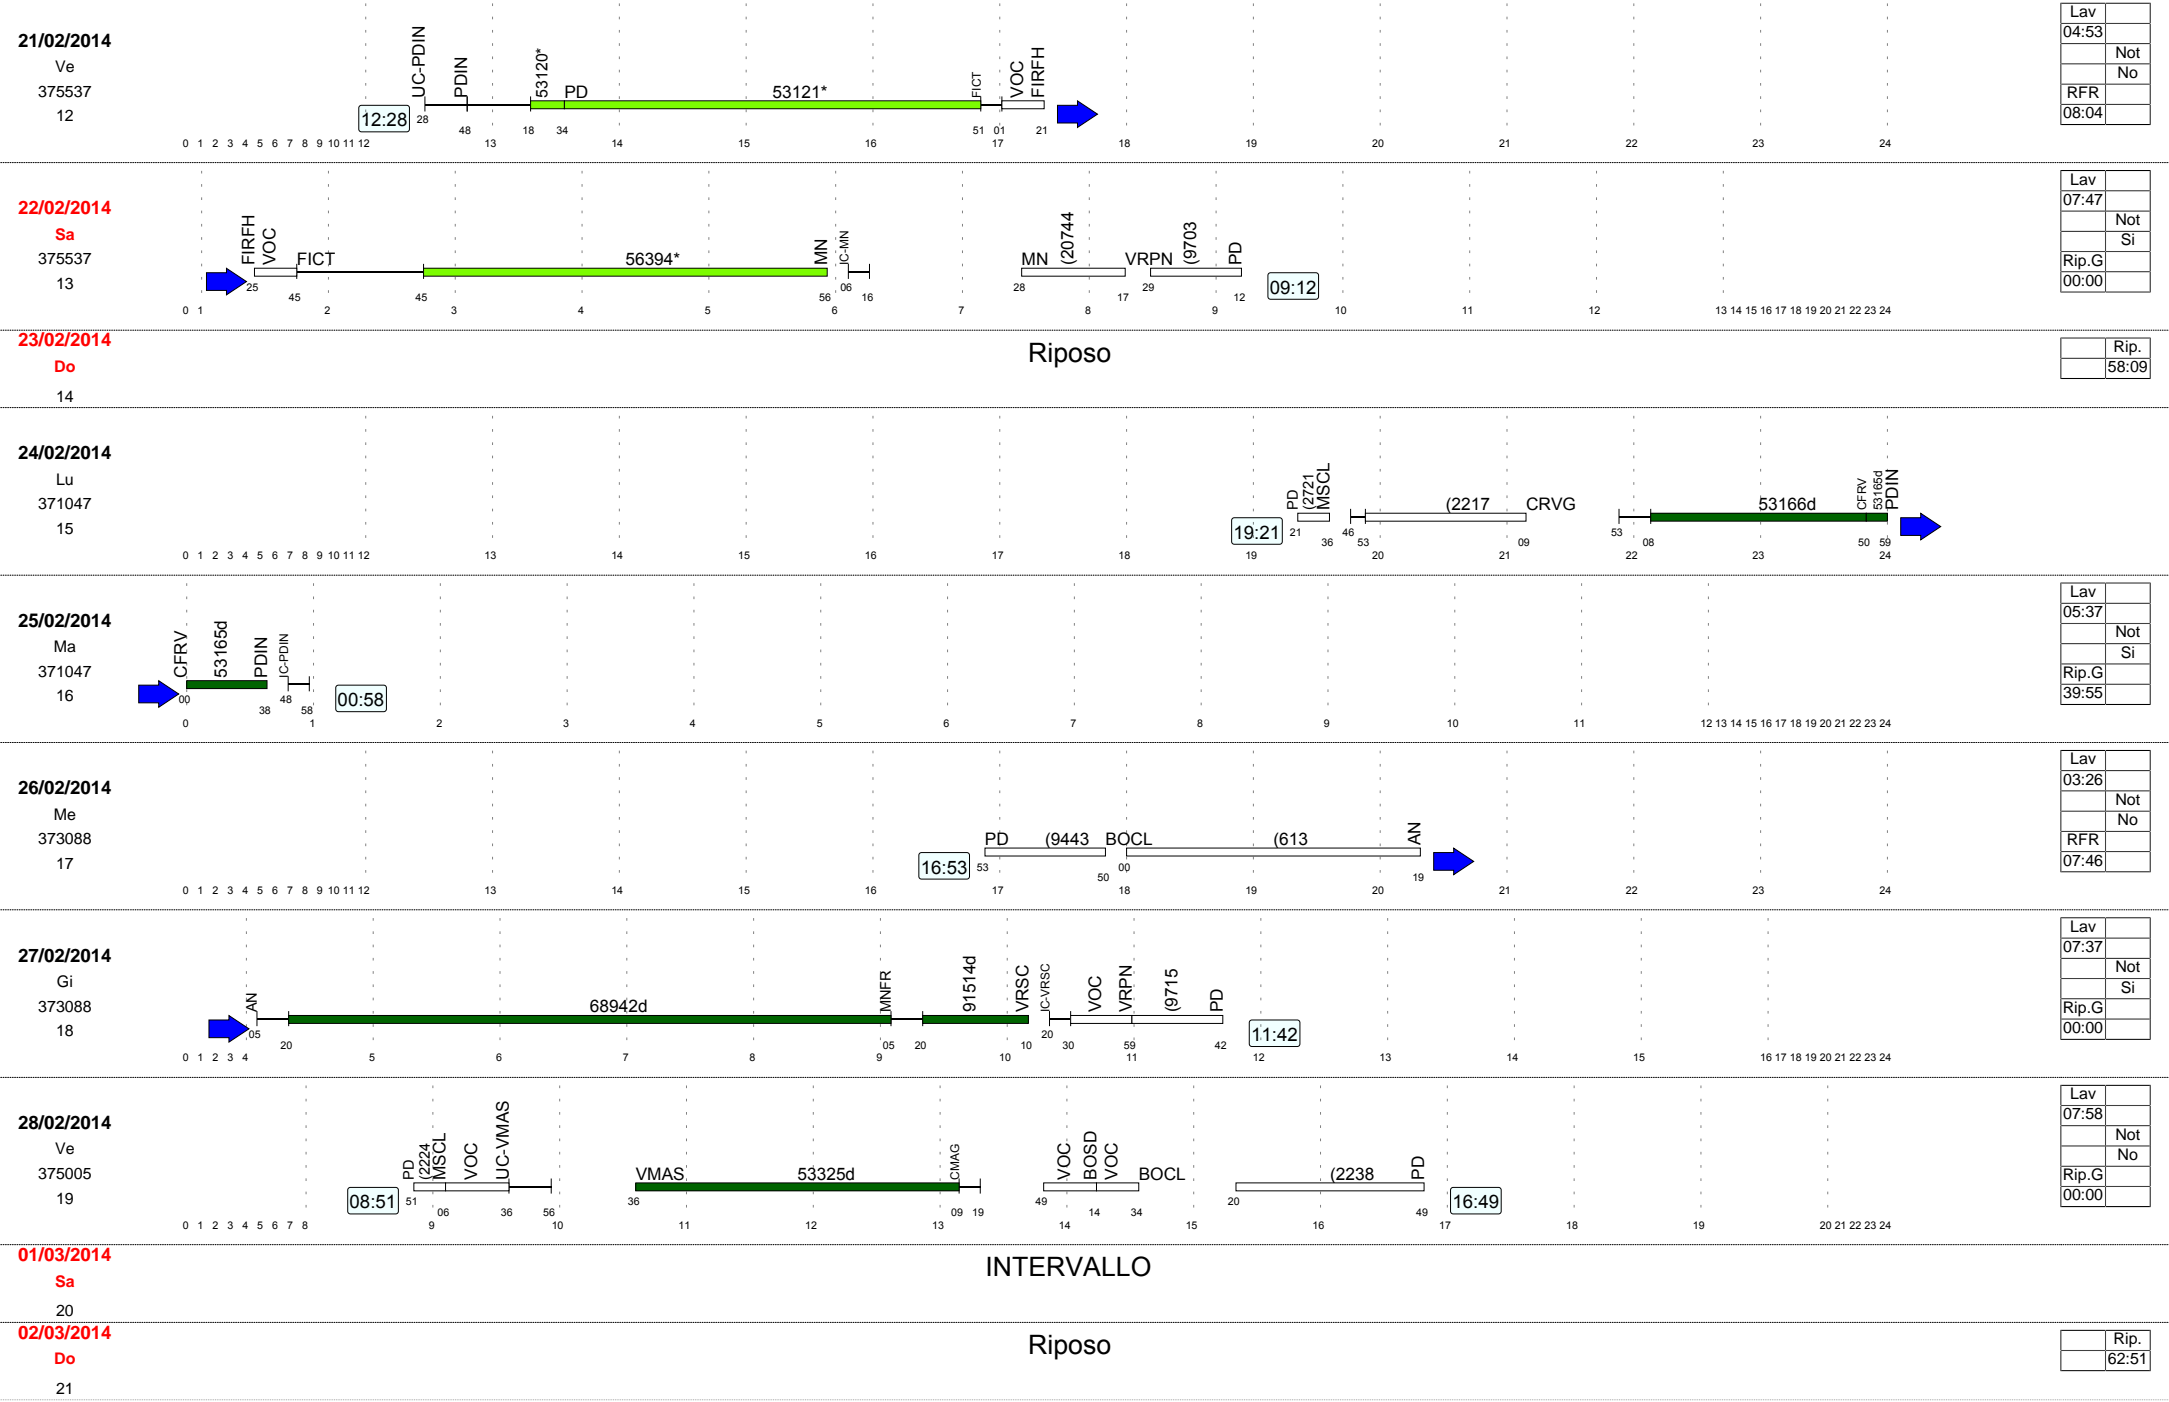 21/02/2014
Ve
375537
12
12:28
UC-PDIN PDIN 53120* PD 53121* FICT VOC FIRFH
28 48 18 34 51 01 21
0 1 2 3 4 5 6 7 8 9 10 11 12 13 14 15 16 17 18 19 20 21 22 23 24
Lav
04:53
Not
No
RFR
08:04
22/02/2014
Sa
375537
13
FIRFH VOC FICT 56394* MN IC-MN MN (20744 VRPN (9703 PD
25 45 45 56 06 16 28 17 29 12
09:12
0 1 2 3 4 5 6 7 8 9 10 11 12 13 14 15 16 17 18 19 20 21 22 23 24
Lav
07:47
Not
Si
Rip.G
00:00
23/02/2014
Do
14
Riposo
Rip.
58:09
24/02/2014
Lu
371047
15
19:21
PD (2721 MSCL (2217 CRVG 53166d CFRV 53165d PDIN
21 36 46 53 09 53 08 50 59
0 1 2 3 4 5 6 7 8 9 10 11 12 13 14 15 16 17 18 19 20 21 22 23 24
25/02/2014
Ma
371047
16
CFRV 53165d PDIN IC-PDIN
00 38 48 58
00:58
0 1 2 3 4 5 6 7 8 9 10 11 12 13 14 15 16 17 18 19 20 21 22 23 24
Lav
05:37
Not
Si
Rip.G
39:55
26/02/2014
Me
373088
17
16:53
PD (9443 BOCL (613 AN
53 50 00 19
0 1 2 3 4 5 6 7 8 9 10 11 12 13 14 15 16 17 18 19 20 21 22 23 24
Lav
03:26
Not
No
RFR
07:46
27/02/2014
Gi
373088
18
AN 68942d MNFR 91514d VRSC IC-VRSC VOC VRPN (9715 PD
05 20 05 20 10 20 30 59 42
11:42
0 1 2 3 4 5 6 7 8 9 10 11 12 13 14 15 16 17 18 19 20 21 22 23 24
Lav
07:37
Not
Si
Rip.G
00:00
28/02/2014
Ve
375005
19
08:51
PD (2224 MSCL VOC UC-VMAS VMAS 53325d CMAG VOC BOSD VOC BOCL (2238 PD
51 06 36 56 36 09 19 49 14 34 20 49
16:49
0 1 2 3 4 5 6 7 8 9 10 11 12 13 14 15 16 17 18 19 20 21 22 23 24
Lav
07:58
Not
No
Rip.G
00:00
01/03/2014
Sa
20
INTERVALLO
02/03/2014
Do
21
Riposo
Rip.
62:51